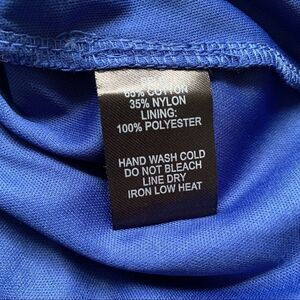 65% COTTON
35% NYLON
LINING:
100% POLYESTER
HAND WASH COLD
DO NOT BLEACH
LINE DRY
IRON LOW HEAT